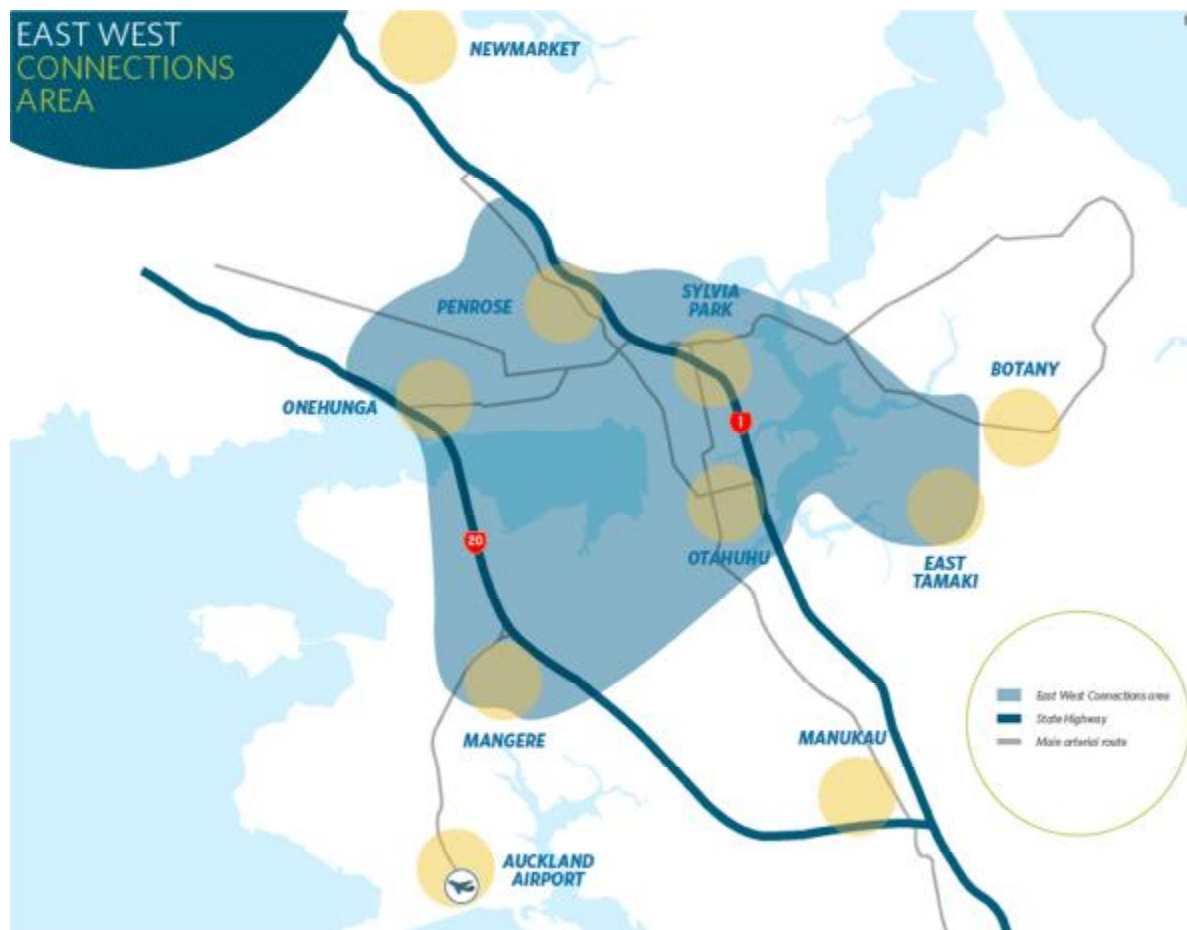 EAST WEST
CONNECTIONS
AREA
NEWMARKET
PENROSE
SYLVIA
PARK
BOTANY
ONEHUNGA
1
20
OTAHUHU
EAST
TAMAKI
East West Connections area
State Highway
Main arterial route
MANGERE
MANUKAU
AUCKLAND
AIRPORT